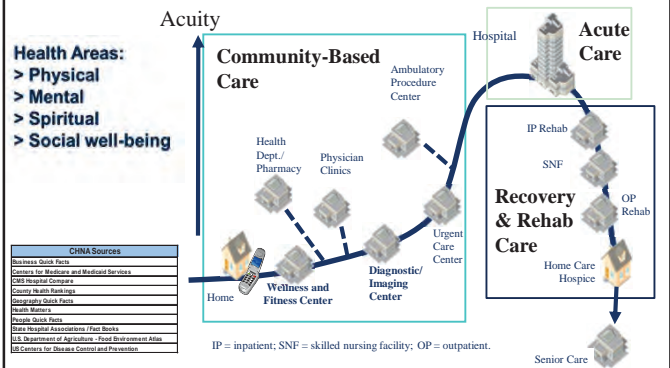 Acuity
Health Areas:
> Physical
> Mental
> Spiritual
> Social well-being
Community-Based
Care
Ambulatory
Procedure
Center
Health
Dept./
Pharmacy
Physician
Clinics
Urgent
Care
Center
Diagnostic/
Imaging
Center
Wellness and
Fitness Center
Home
Hospital
Acute
Care
IP Rehab
SNF
OP
Rehab
Recovery
& Rehab
Care
Home Care
Hospice
Senior Care
CHNA Sources
Business Quick Facts
Centers for Medicare and Medicaid Services
CMS Hospital Compare
County Health Rankings
Geography Quick Facts
Health Matters
People Quick Facts
State Hospital Associations / Fact Books
U.S. Department of Agriculture - Food Environment Atlas
US Centers for Disease Control and Prevention
IP = inpatient; SNF = skilled nursing facility; OP = outpatient.